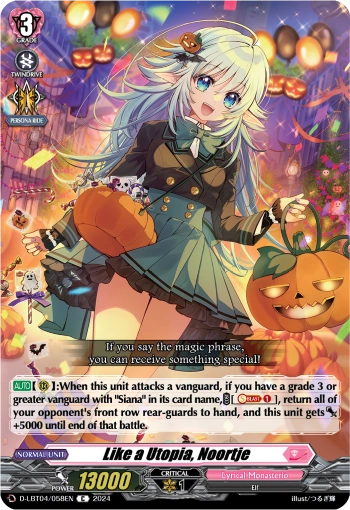 3
GRADE
TWINDRIVE
PERSONA RIDE
If you say the magic phrase,
you can receive something special!
AUTO【 】:When this unit attacks a vanguard, if you have a grade 3 or
greater vanguard with "Siana" in its card name, [ BLAST 1 ], return all of
your opponent's front row rear-guards to hand, and this unit gets
+5000 until end of that battle.
NORMAL UNIT Like a Utopia, Noortje
POWER 13000 CRITICAL 1 Lyrical Monasterio
Elf
D-LBT04/058EN C 2024 illust/つるぎ輝